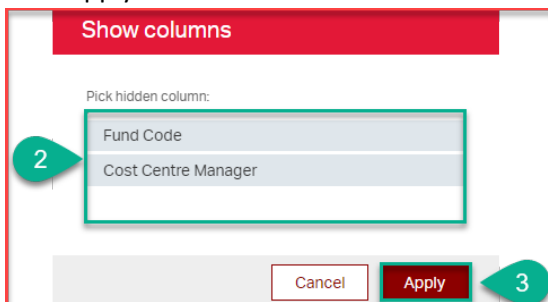 Show columns
Pick hidden column:
Fund Code
2
Cost Centre Manager
Cancel
Apply
3